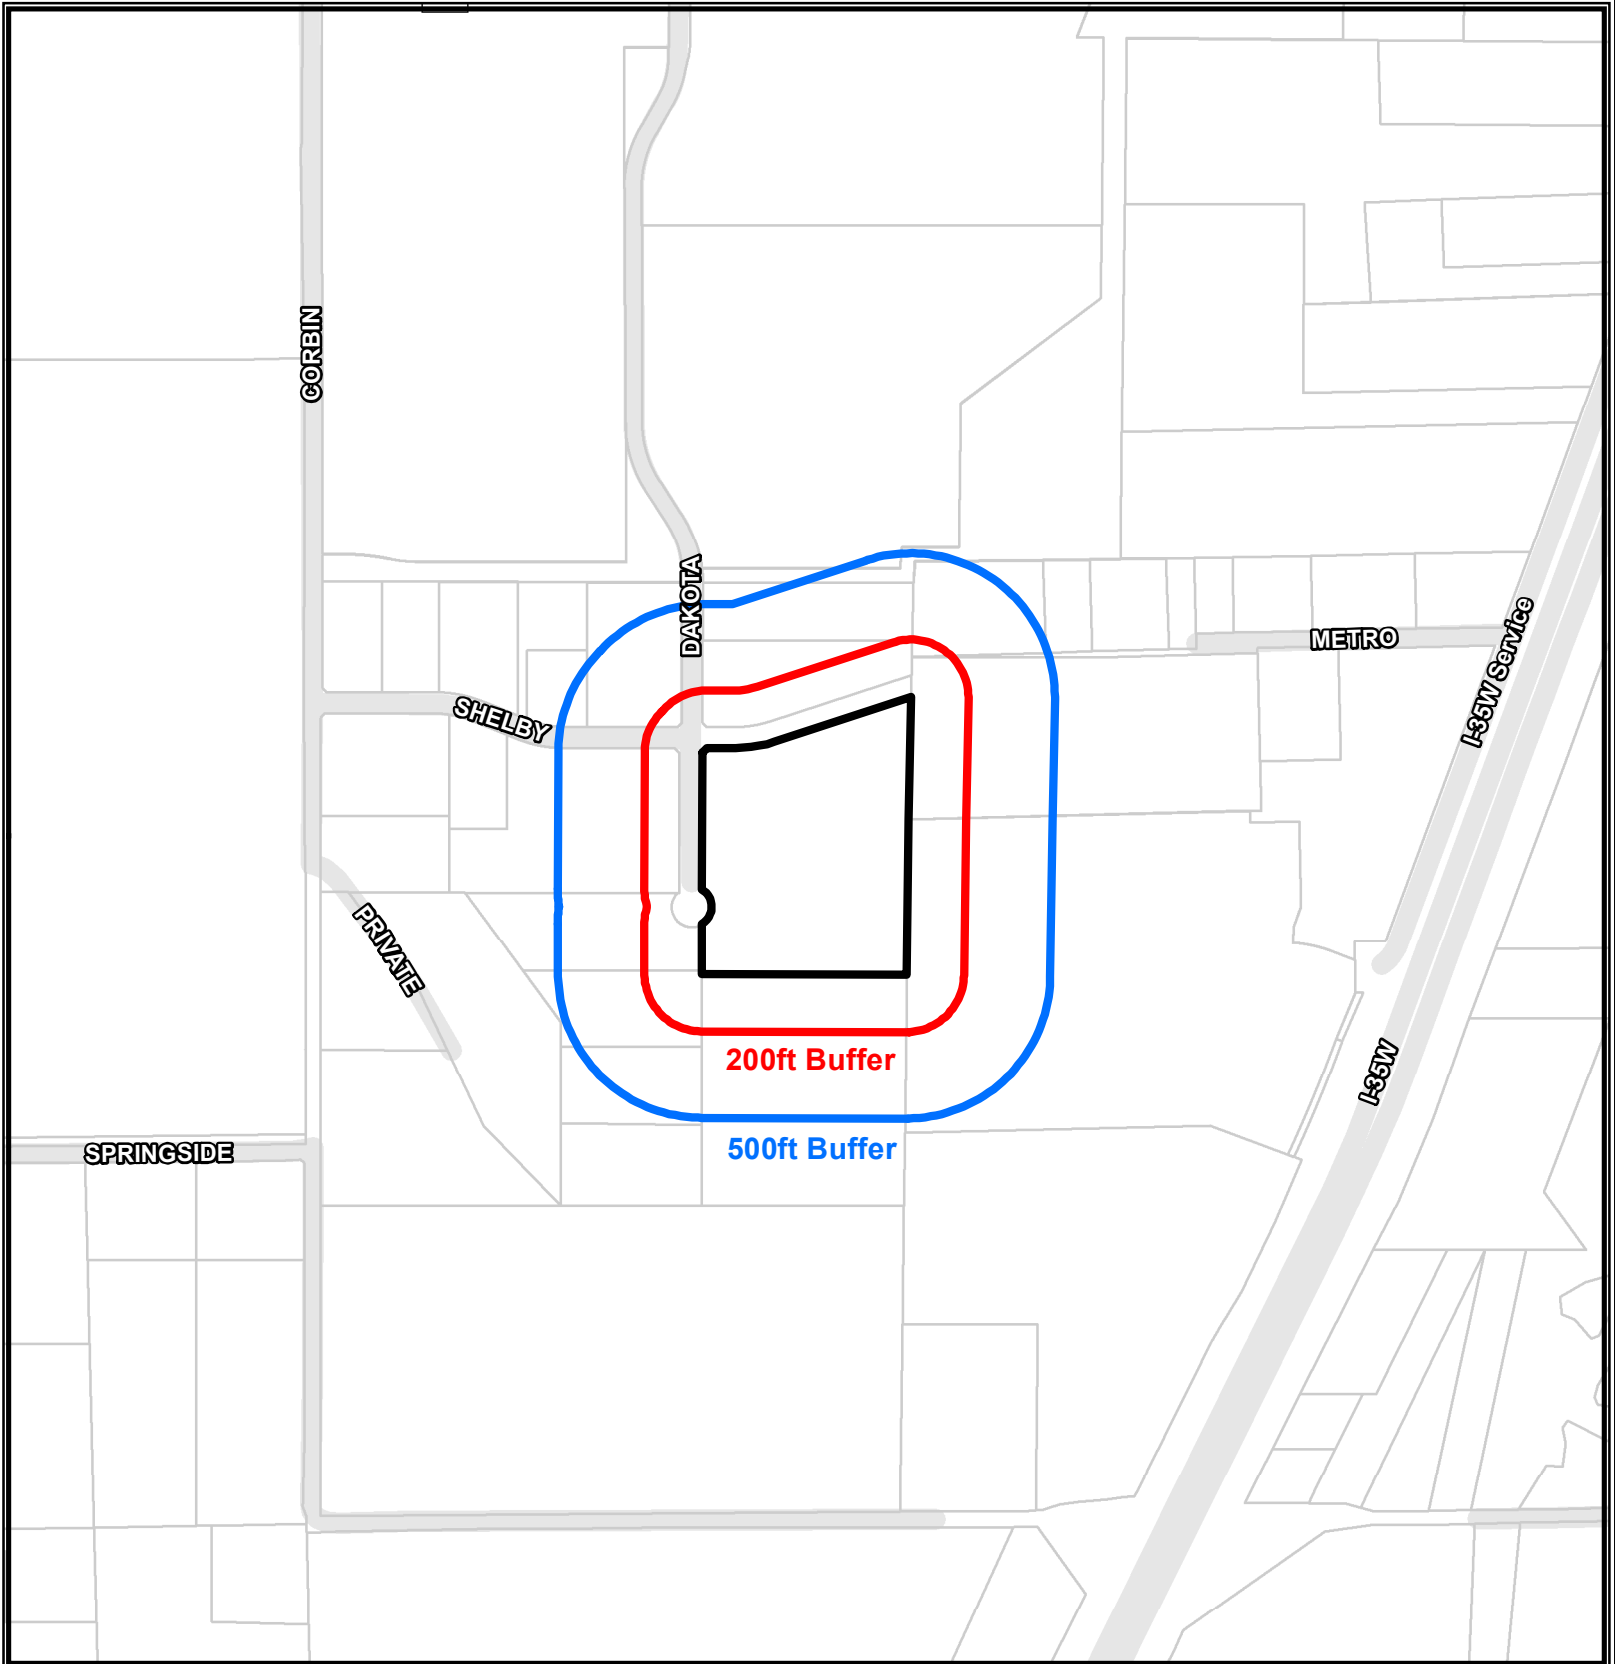 CORBIN
DAKOTA
I-35W Service
METRO
SHELBY
PRIVATE
200ft Buffer
I-35W
500ft Buffer
SPRINGSIDE